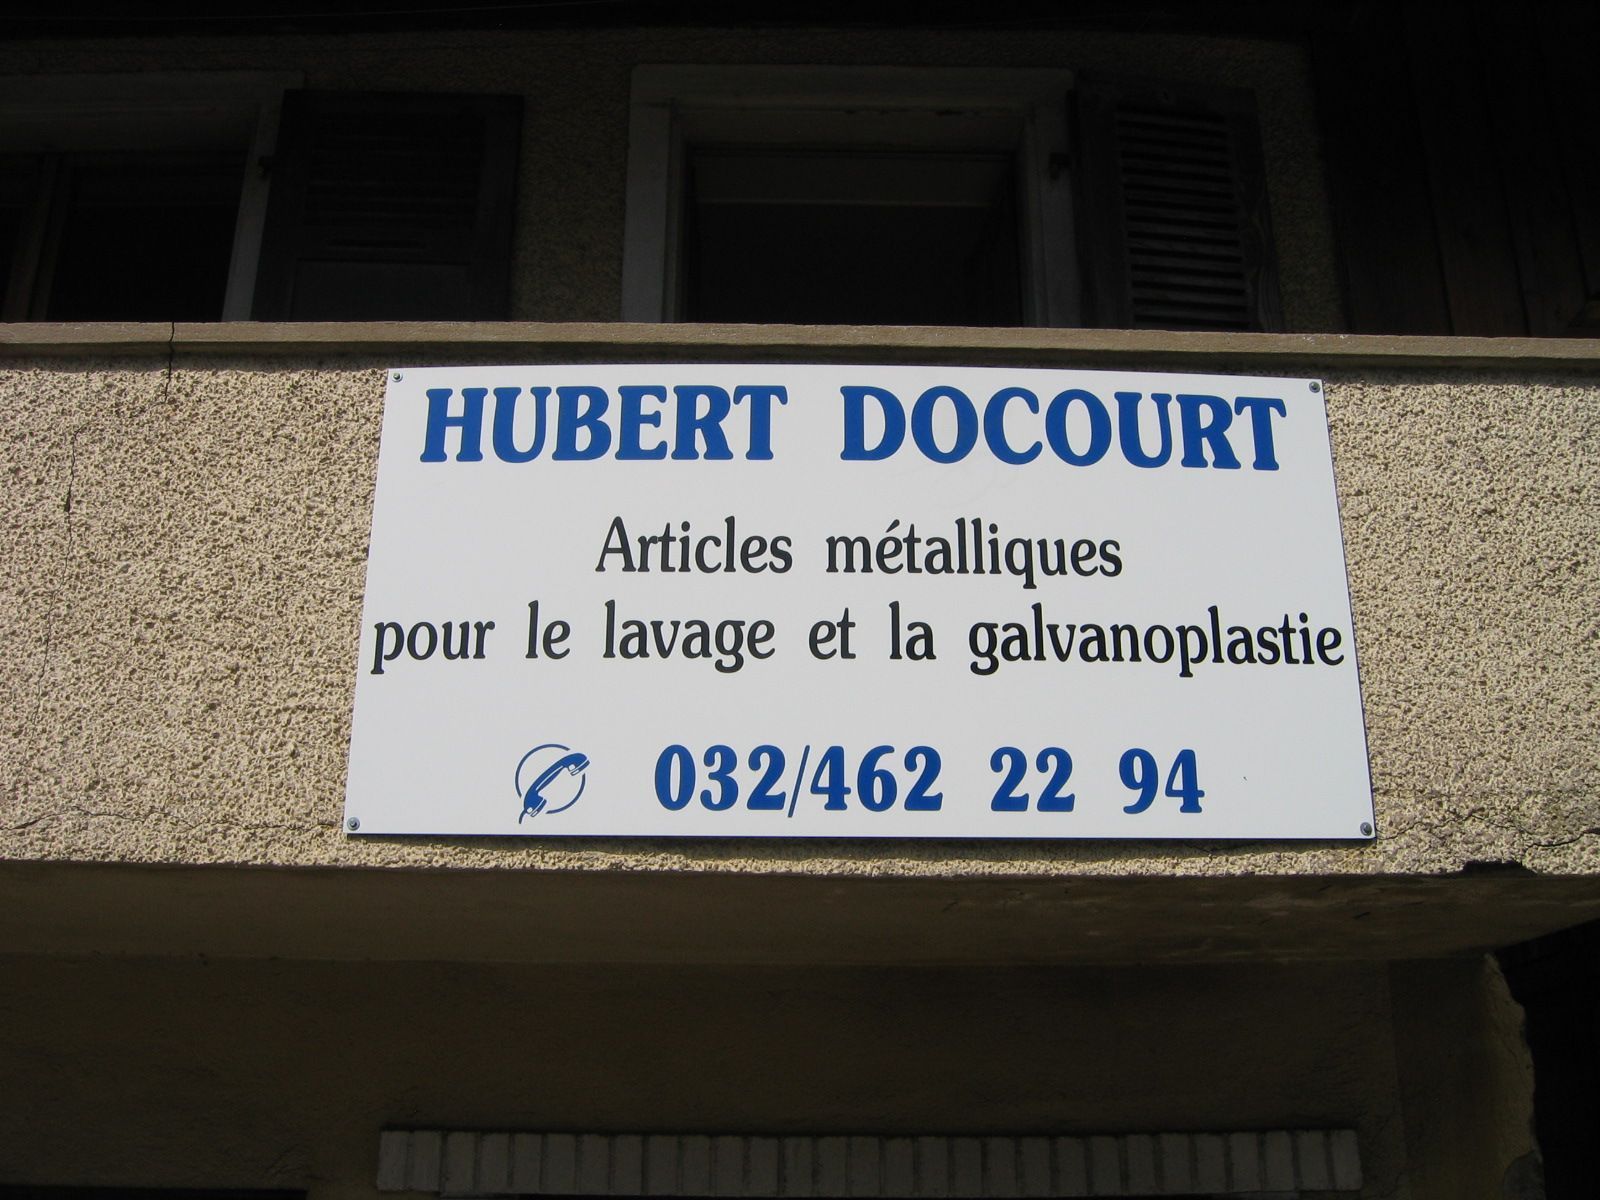 HUBERT DOCOURT
Articles métalliques
pour le lavage et la galvanoplastie
032/462 22 94